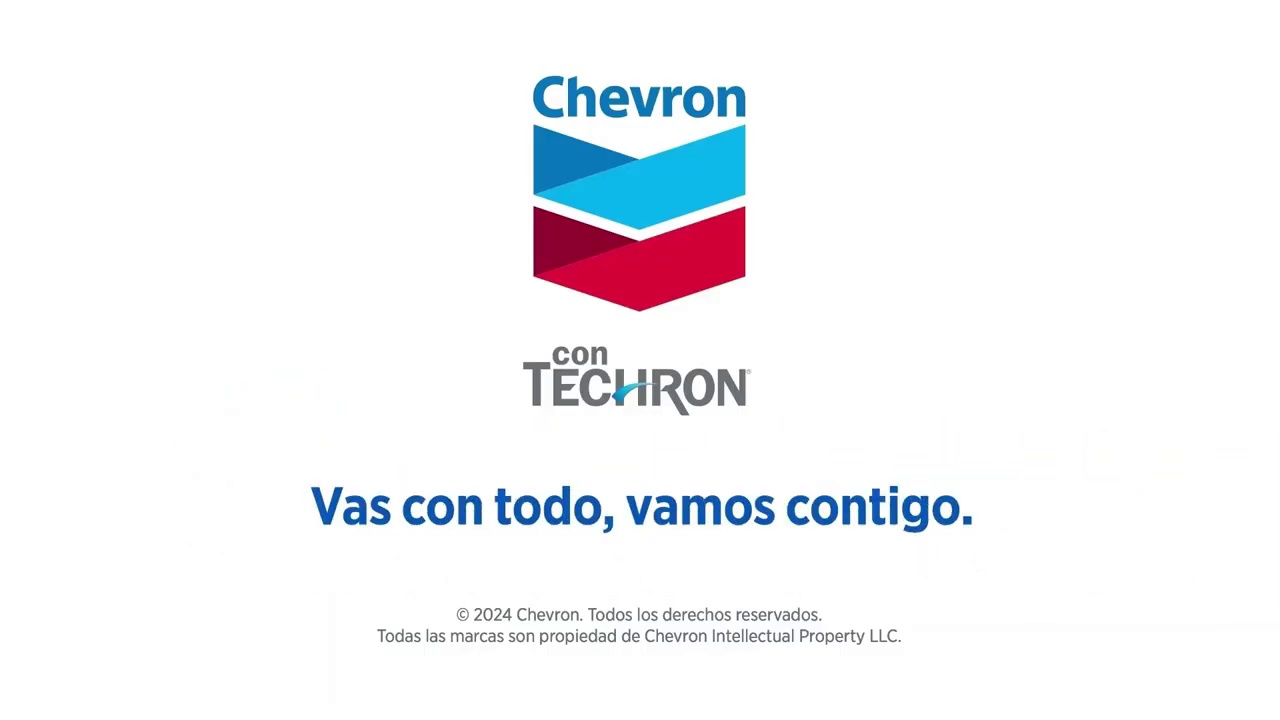 Chevron
con
TECHRON®
Vas con todo, vamos contigo.
© 2024 Chevron. Todos los derechos reservados.
Todas las marcas son propiedad de Chevron Intellectual Property LLC.